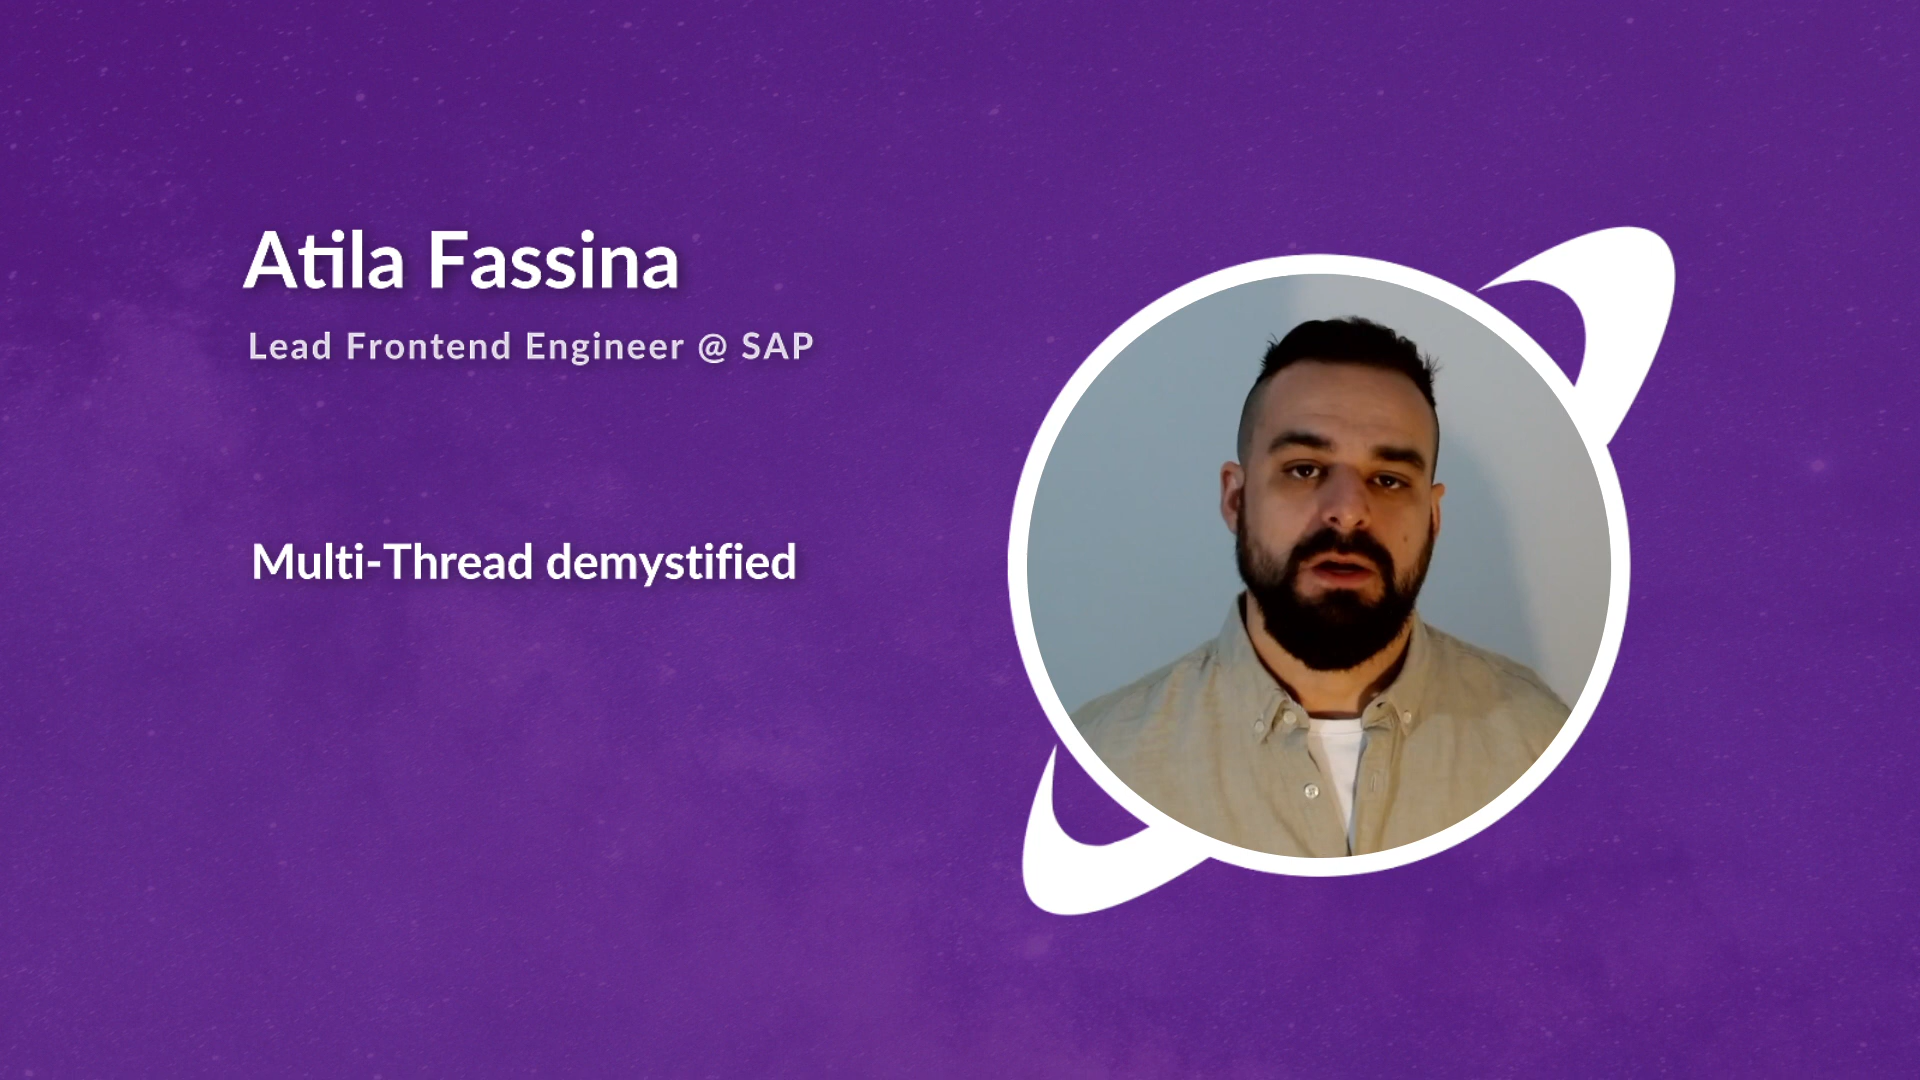 Atila Fassina
Lead Frontend Engineer @ SAP
Multi-Thread demystified